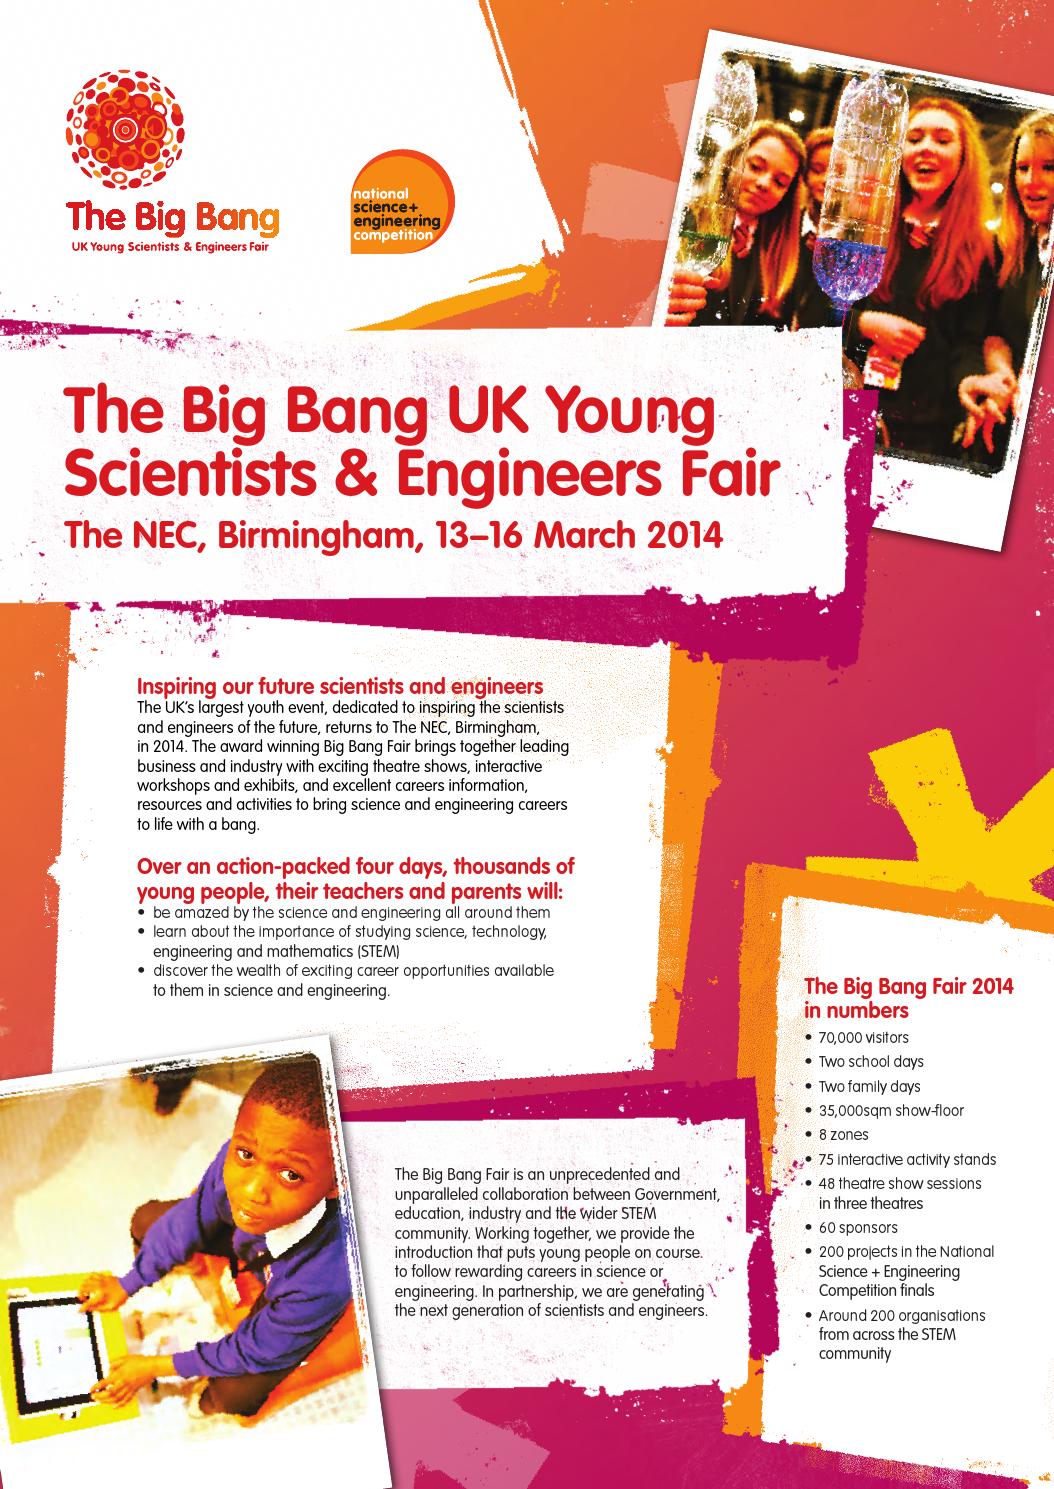 The Big Bang
UK Young Scientists & Engineers Fair
national
science+
engineering
competition
The Big Bang UK Young
Scientists & Engineers Fair
The NEC, Birmingham, 13–16 March 2014
Inspiring our future scientists and engineers
The UK's largest youth event, dedicated to inspiring the scientists
and engineers of the future, returns to The NEC, Birmingham,
in 2014. The award winning Big Bang Fair brings together leading
business and industry with exciting theatre shows, interactive
workshops and exhibits, and excellent careers information,
resources and activities to bring science and engineering careers
to life with a bang.
Over an action-packed four days, thousands of
young people, their teachers and parents will:
• be amazed by the science and engineering all around them
• learn about the importance of studying science, technology,
engineering and mathematics (STEM)
• discover the wealth of exciting career opportunities available
to them in science and engineering.
The Big Bang Fair is an unprecedented and
unparalleled collaboration between Government,
education, industry and the wider STEM
community. Working together, we provide the
introduction that puts young people on course.
to follow rewarding careers in science or
engineering. In partnership, we are generating
the next generation of scientists and engineers.
The Big Bang Fair 2014
in numbers
• 70,000 visitors
• Two school days
• Two family days
• 35,000sqm show-floor
• 8 zones
• 75 interactive activity stands
• 48 theatre show sessions
in three theatres
• 60 sponsors
• 200 projects in the National
Science + Engineering
Competition finals
• Around 200 organisations
from across the STEM
community